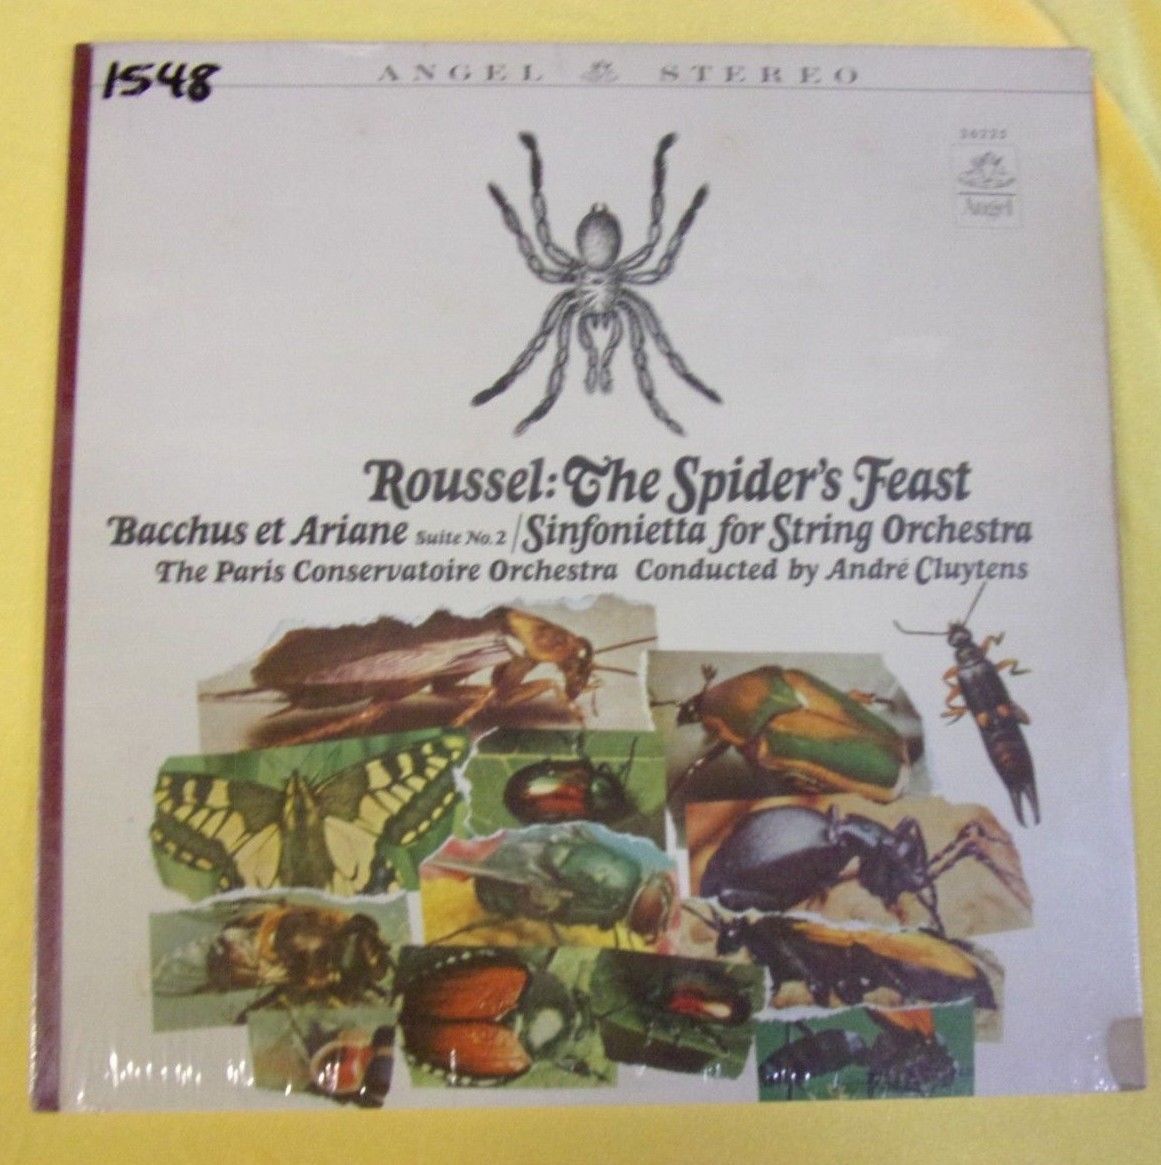 1548
ANGEL STEREO
Angel
Roussel: The Spider's Feast
Bacchus et Ariane Suite No. 2 / Sinfonietta for String Orchestra
The Paris Conservatoire Orchestra Conducted by André Cluytens